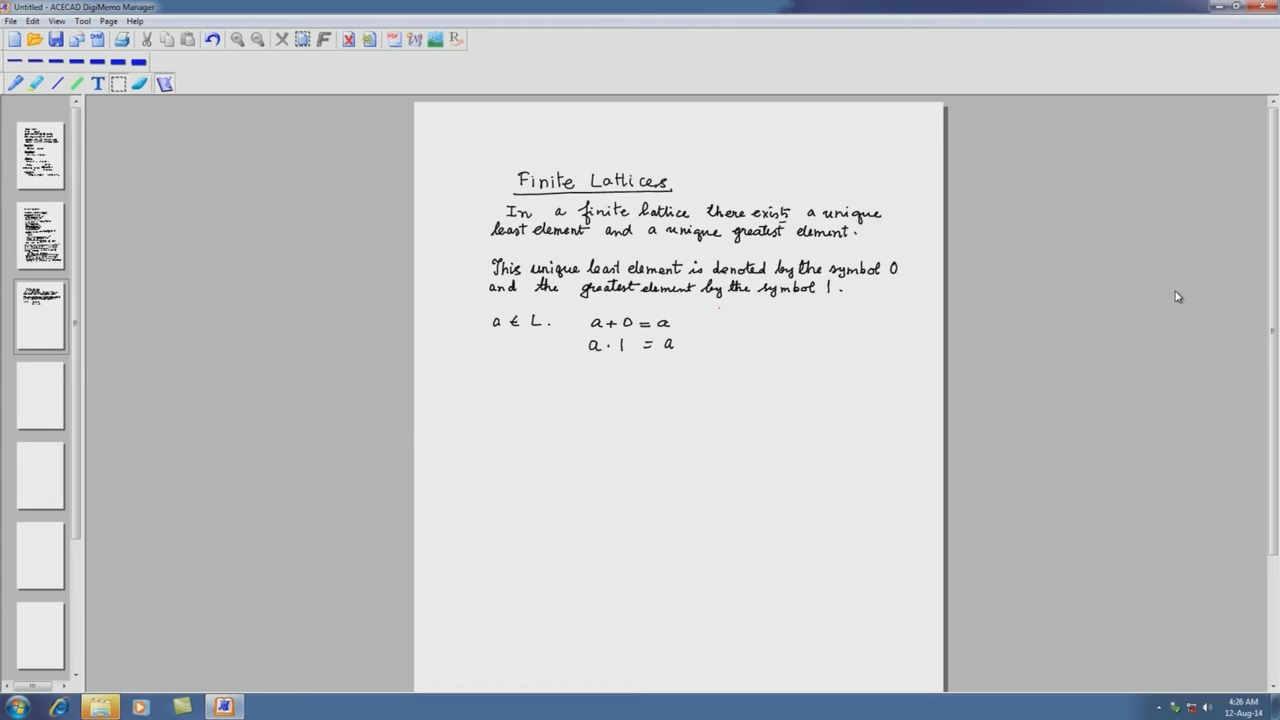 Untitled - ACECAD DigiMemo Manager
File Edit View Tool Page Help
Finite Lattices
In a finite lattice there exists a unique
least element and a unique greatest element.
This unique least element is denoted by the symbol 0
and the greatest element by the symbol 1.
a ∈ L. a + 0 = a
a · 1 = a
4:26 AM
12-Aug-14